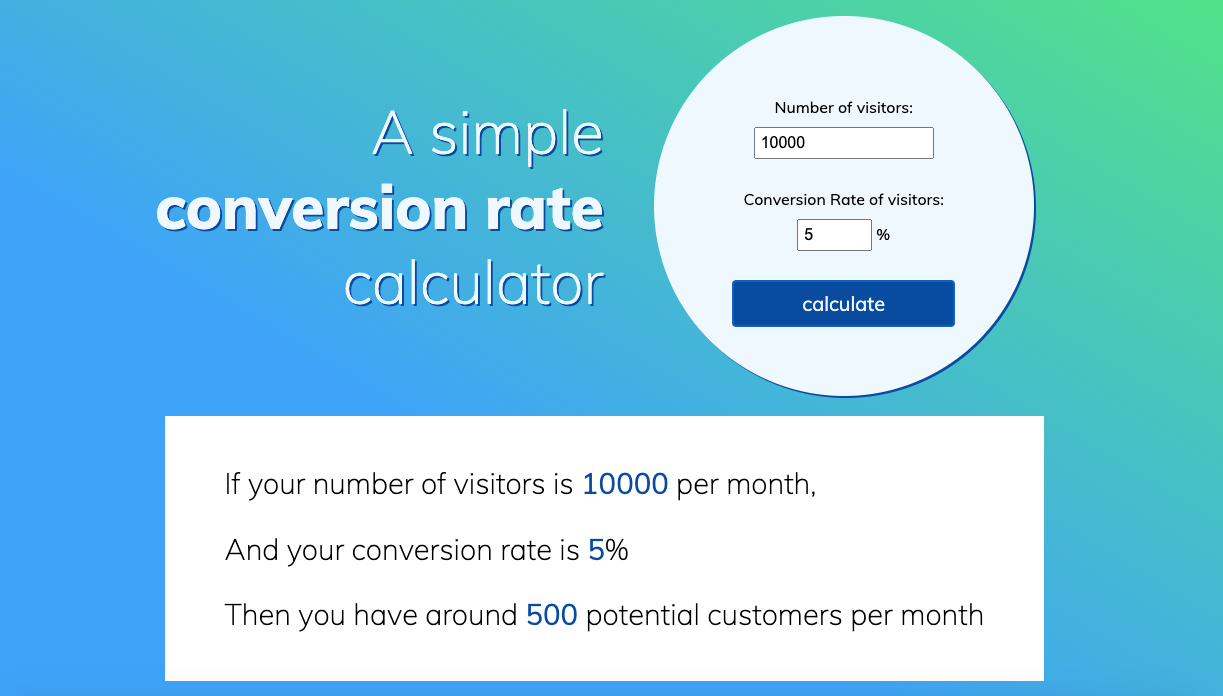 A simple
conversion rate
calculator
Number of visitors:
10000
Conversion Rate of visitors:
5 %
calculate
If your number of visitors is 10000 per month,
And your conversion rate is 5%
Then you have around 500 potential customers per month